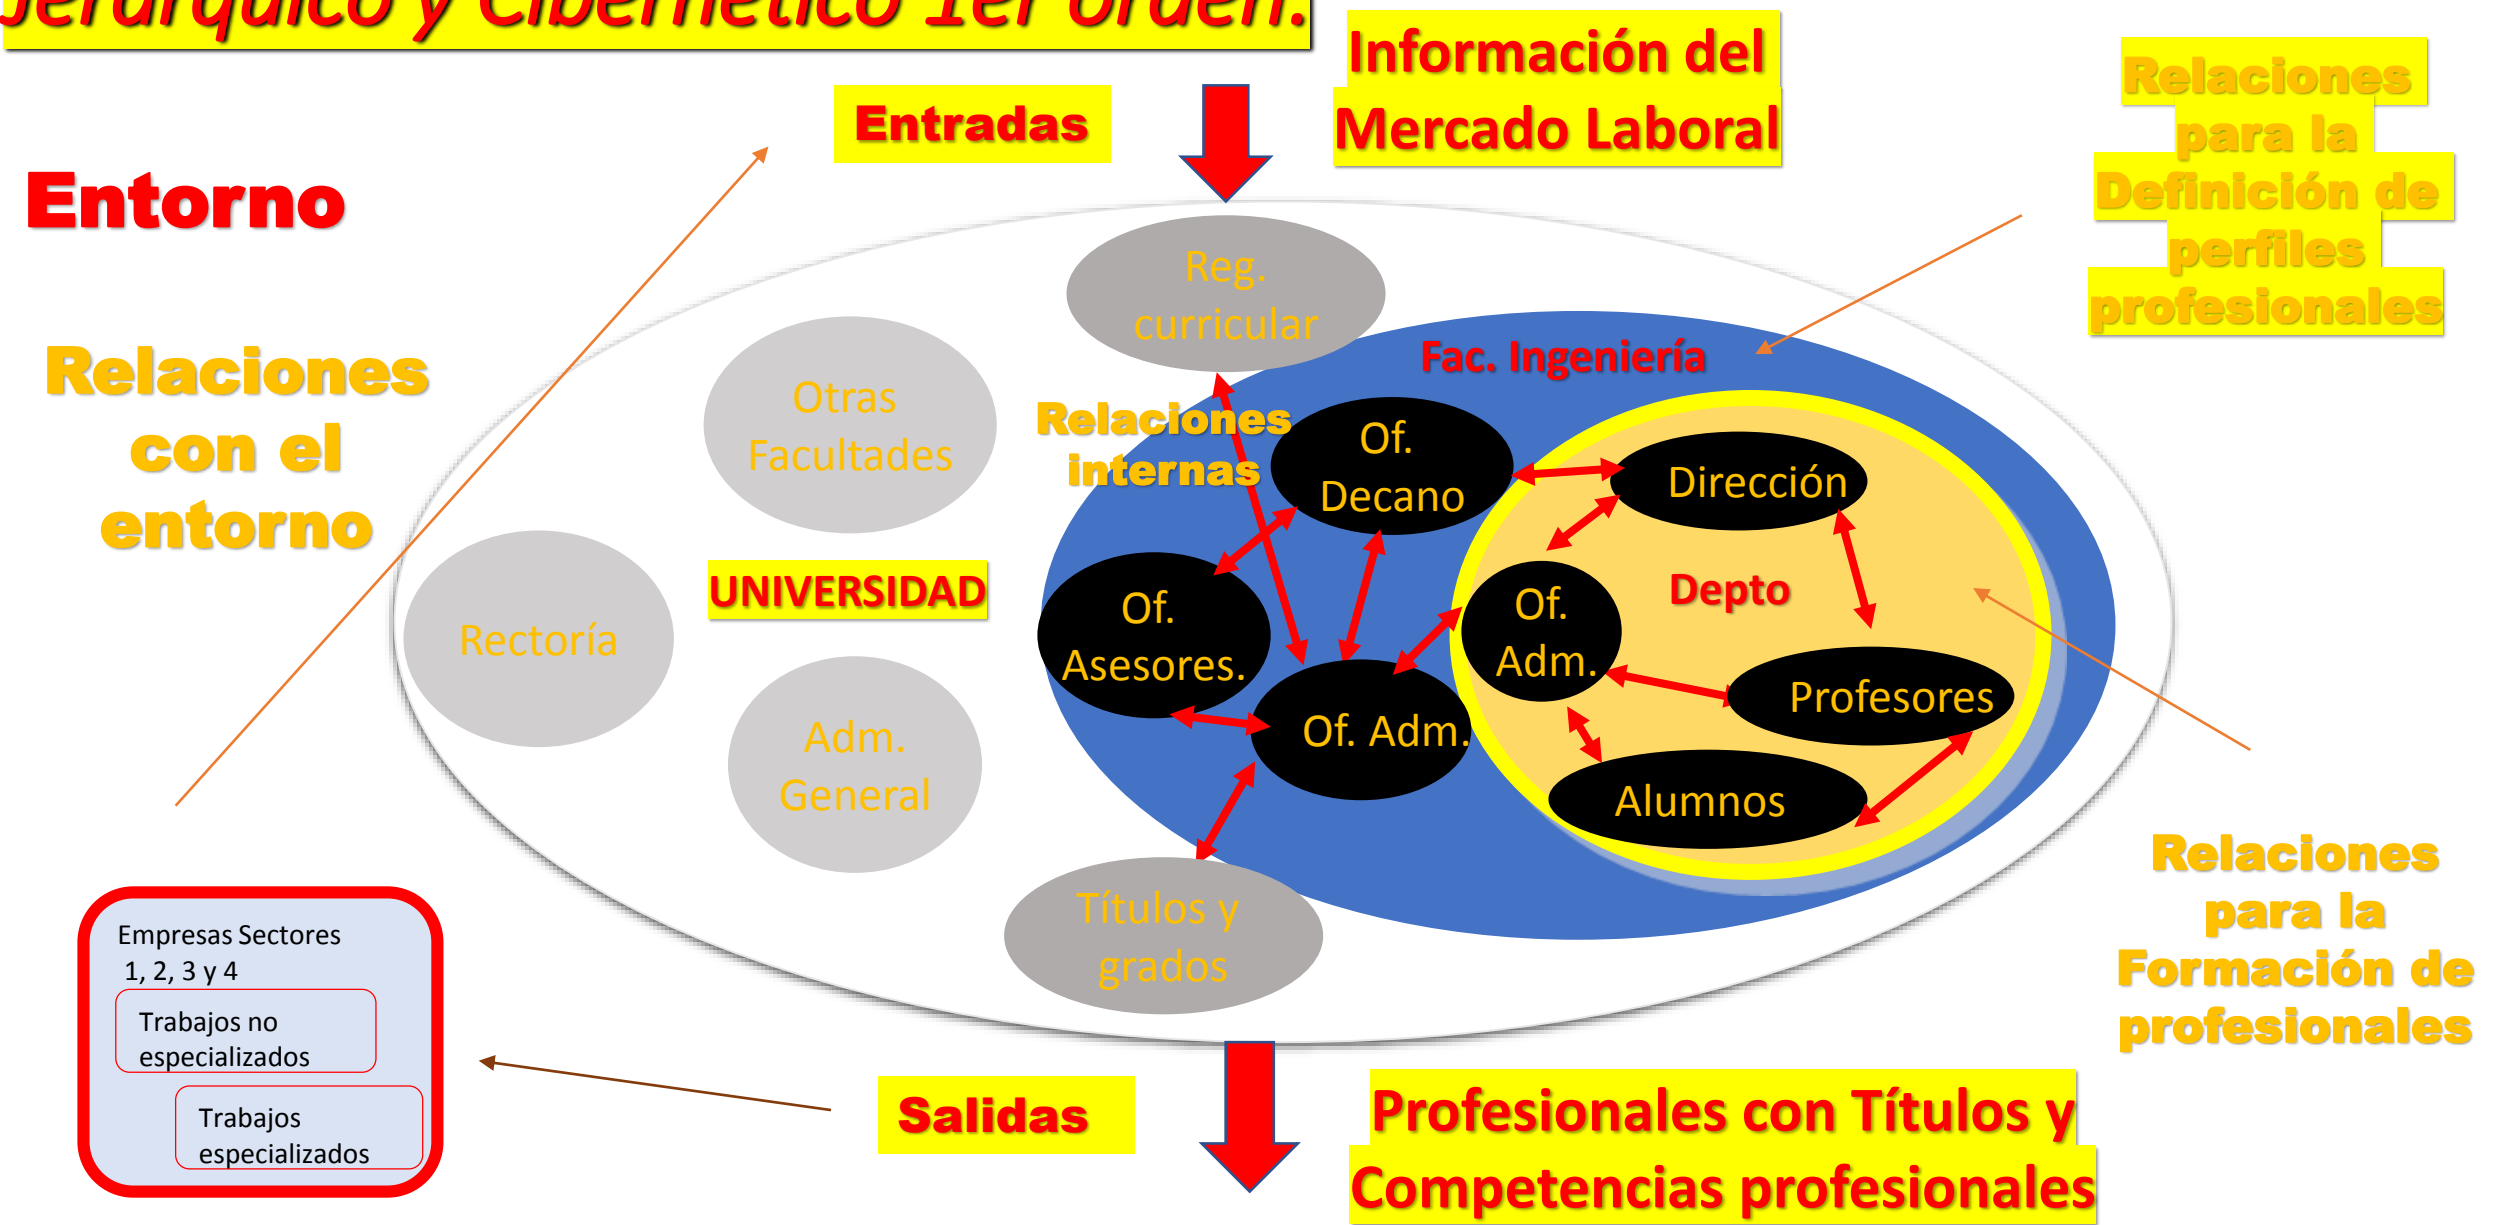 Jerárquico y Cibernético 1er orden.
Información del
Mercado Laboral
Entradas
Relaciones
para la
Definición de
perfiles
profesionales
Entorno
Relaciones
con el
entorno
Reg.
curricular
Otras
Facultades
Fac. Ingeniería
Relaciones
internas
Of.
Decano
Dirección
UNIVERSIDAD
Rectoría
Of.
Asesores.
Of.
Adm.
Depto
Profesores
Adm.
General
Of. Adm.
Alumnos
Títulos y
grados
Relaciones
para la
Formación de
profesionales
Empresas Sectores
1, 2, 3 y 4
Trabajos no
especializados
Trabajos
especializados
Salidas
Profesionales con Títulos y
Competencias profesionales